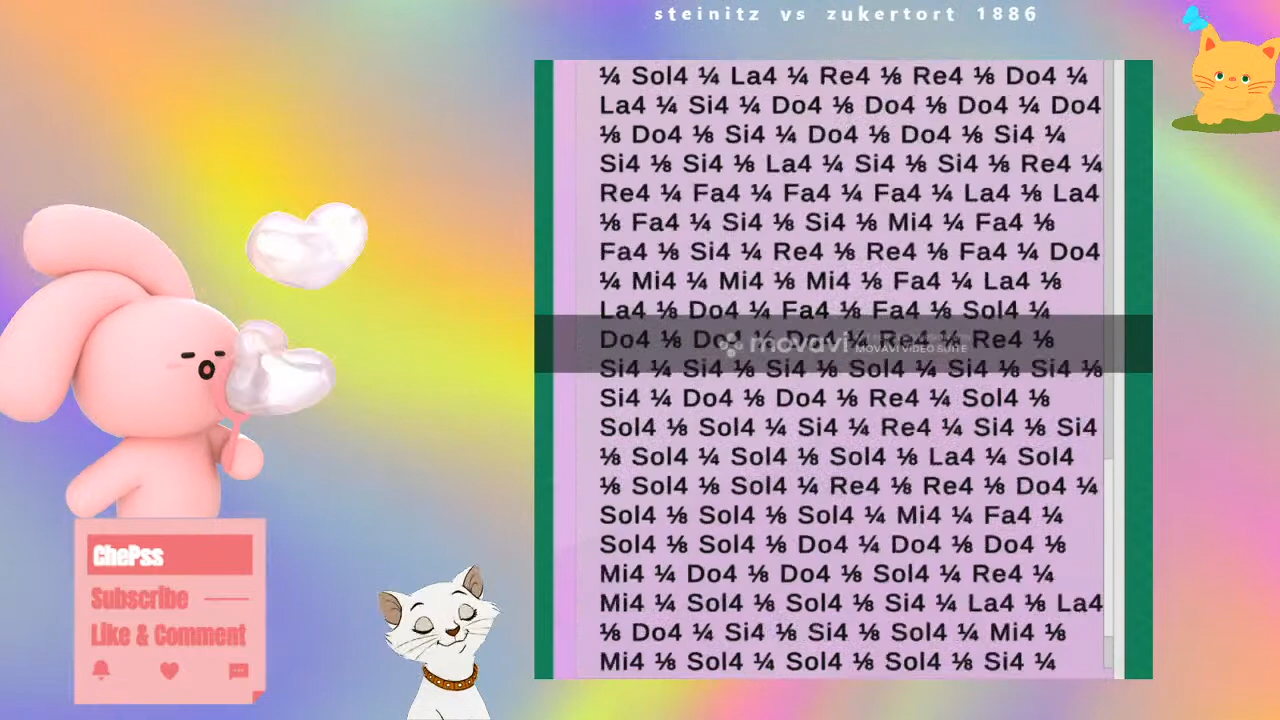 steinitz vs zukertort 1886
¼ Sol4 ¼ La4 ¼ Re4 ⅛ Re4 ⅛ Do4 ¼
La4 ¼ Si4 ¼ Do4 ⅛ Do4 ⅛ Do4 ¼ Do4
⅛ Do4 ⅛ Si4 ¼ Do4 ⅛ Do4 ⅛ Si4 ¼
Si4 ⅛ Si4 ⅛ La4 ¼ Si4 ⅛ Si4 ⅛ Re4 ¼
Re4 ¼ Fa4 ¼ Fa4 ¼ Fa4 ¼ La4 ⅛ La4
⅛ Fa4 ¼ Si4 ⅛ Si4 ⅛ Mi4 ¼ Fa4 ⅛
Fa4 ⅛ Si4 ¼ Re4 ⅛ Re4 ⅛ Fa4 ¼ Do4
¼ Mi4 ¼ Mi4 ⅛ Mi4 ⅛ Fa4 ¼ La4 ⅛
La4 ⅛ Do4 ¼ Fa4 ⅛ Fa4 ⅛ Sol4 ¼
Do4 ⅛ Do4 ⅛ Do4 ¼ Re4 ⅛ Re4 ⅛
movavi
MOVAVI VIDEO SUITE
Si4 ¼ Si4 ⅛ Si4 ⅛ Sol4 ¼ Si4 ⅛ Si4 ⅛
Si4 ¼ Do4 ⅛ Do4 ⅛ Re4 ¼ Sol4 ⅛
Sol4 ⅛ Sol4 ¼ Si4 ¼ Re4 ¼ Si4 ⅛ Si4
⅛ Sol4 ¼ Sol4 ⅛ Sol4 ⅛ La4 ¼ Sol4
⅛ Sol4 ⅛ Sol4 ¼ Re4 ⅛ Re4 ⅛ Do4 ¼
Sol4 ⅛ Sol4 ⅛ Sol4 ¼ Mi4 ¼ Fa4 ¼
Sol4 ⅛ Sol4 ⅛ Do4 ¼ Do4 ⅛ Do4 ⅛
Mi4 ¼ Do4 ⅛ Do4 ⅛ Sol4 ¼ Re4 ¼
Mi4 ¼ Sol4 ⅛ Sol4 ⅛ Si4 ¼ La4 ⅛ La4
⅛ Do4 ¼ Si4 ⅛ Si4 ⅛ Sol4 ¼ Mi4 ⅛
Mi4 ⅛ Sol4 ¼ Sol4 ⅛ Sol4 ⅛ Si4 ¼
ChePss
Subscribe
Like & Comment